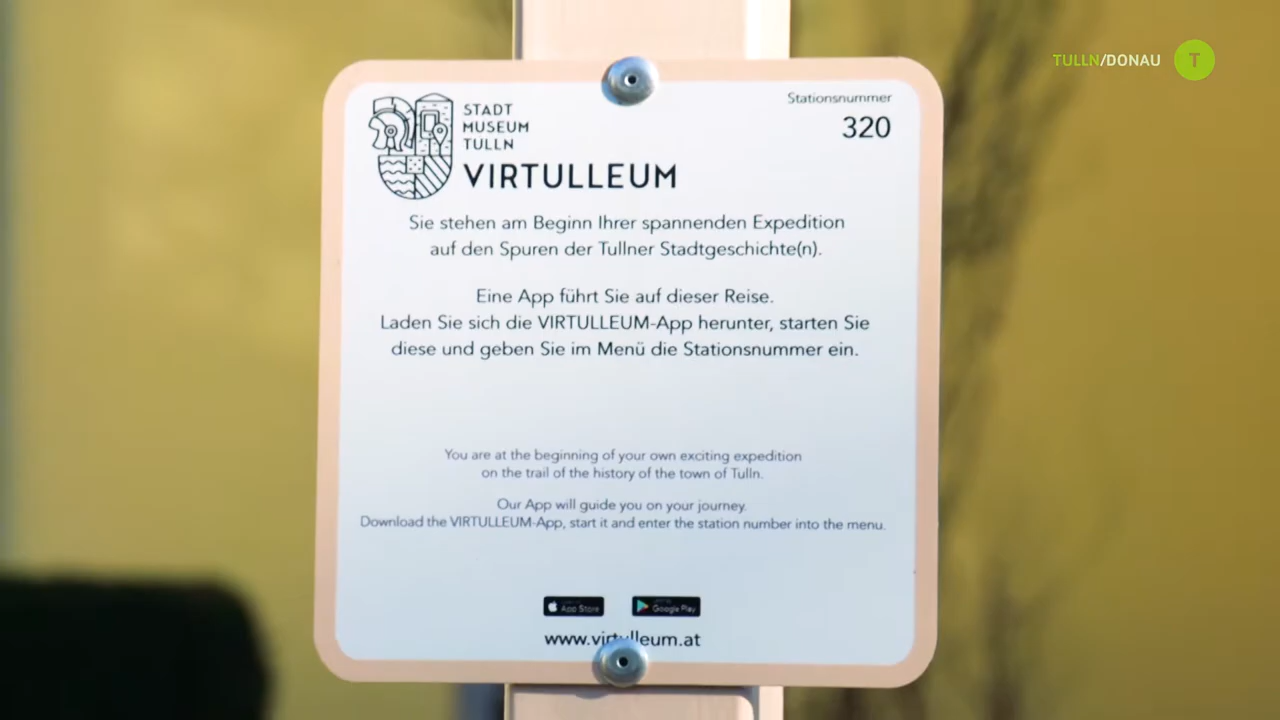 TULLN/DONAU T
STADT
MUSEUM
TULLN
VIRTULLEUM
Stationsnummer
320
Sie stehen am Beginn Ihrer spannenden Expedition
auf den Spuren der Tullner Stadtgeschichte(n).
Eine App führt Sie auf dieser Reise.
Laden Sie sich die VIRTULLEUM-App herunter, starten Sie
diese und geben Sie im Menü die Stationsnummer ein.
You are at the beginning of your own exciting expedition
on the trail of the history of the town of Tulln.
Our App will guide you on your journey.
Download the VIRTULLEUM-App, start it and enter the station number into the menu.
App Store
Google Play
www.virtulleum.at